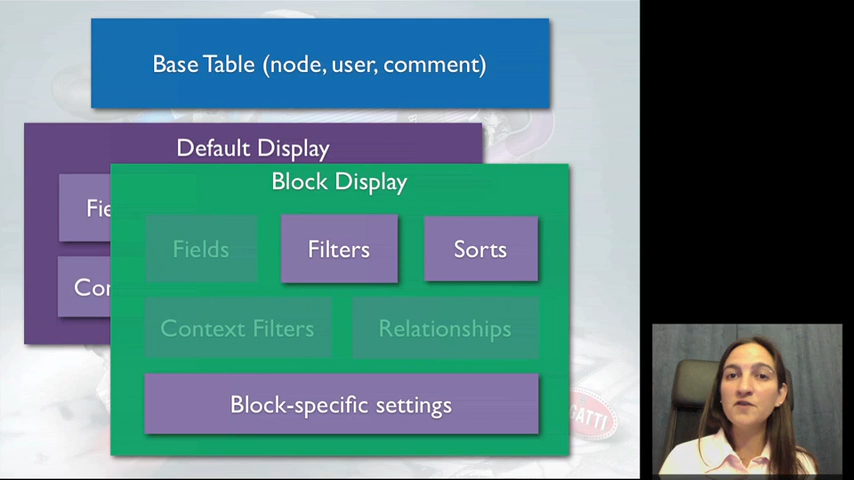 Base Table (node, user, comment)
Default Display
Block Display
Fields
Filters
Sorts
Context Filters
Relationships
Block-specific settings